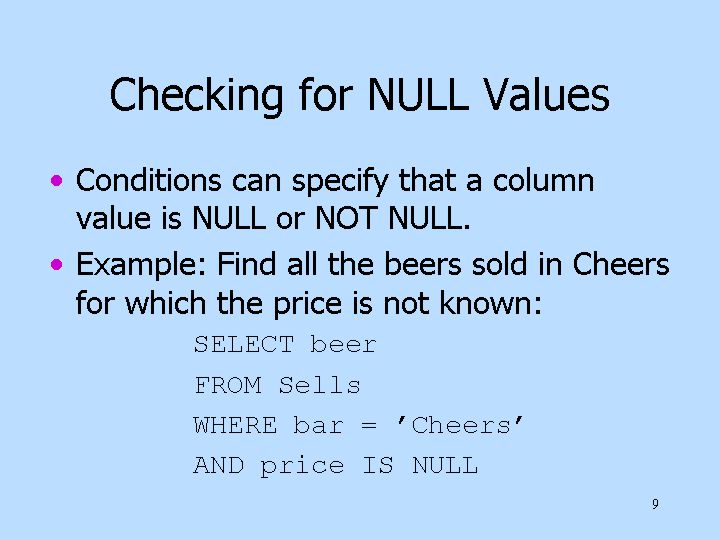 Checking for NULL Values
• Conditions can specify that a column
value is NULL or NOT NULL.
• Example: Find all the beers sold in Cheers
for which the price is not known:
SELECT beer
FROM Sells
WHERE bar = ’Cheers’
AND price IS NULL
9